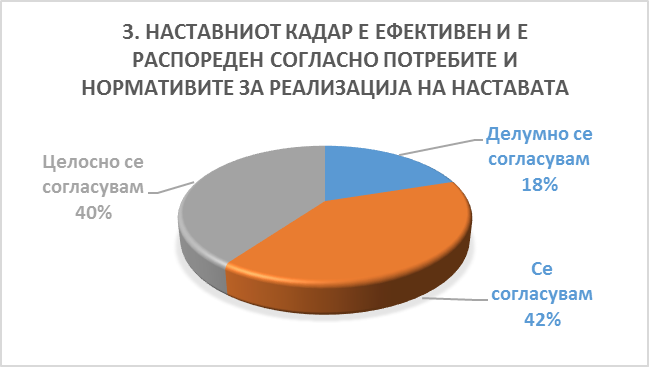 3. НАСТАВНИОТ КАДАР Е ЕФЕКТИВЕН И Е
РАСПОРЕДЕН СОГЛАСНО ПОТРЕБИТЕ И
НОРМАТИВИТЕ ЗА РЕАЛИЗАЦИЈА НА НАСТАВАТА
Делумно се
согласувам
18%
Целосно се
согласувам
40%
Се
согласувам
42%